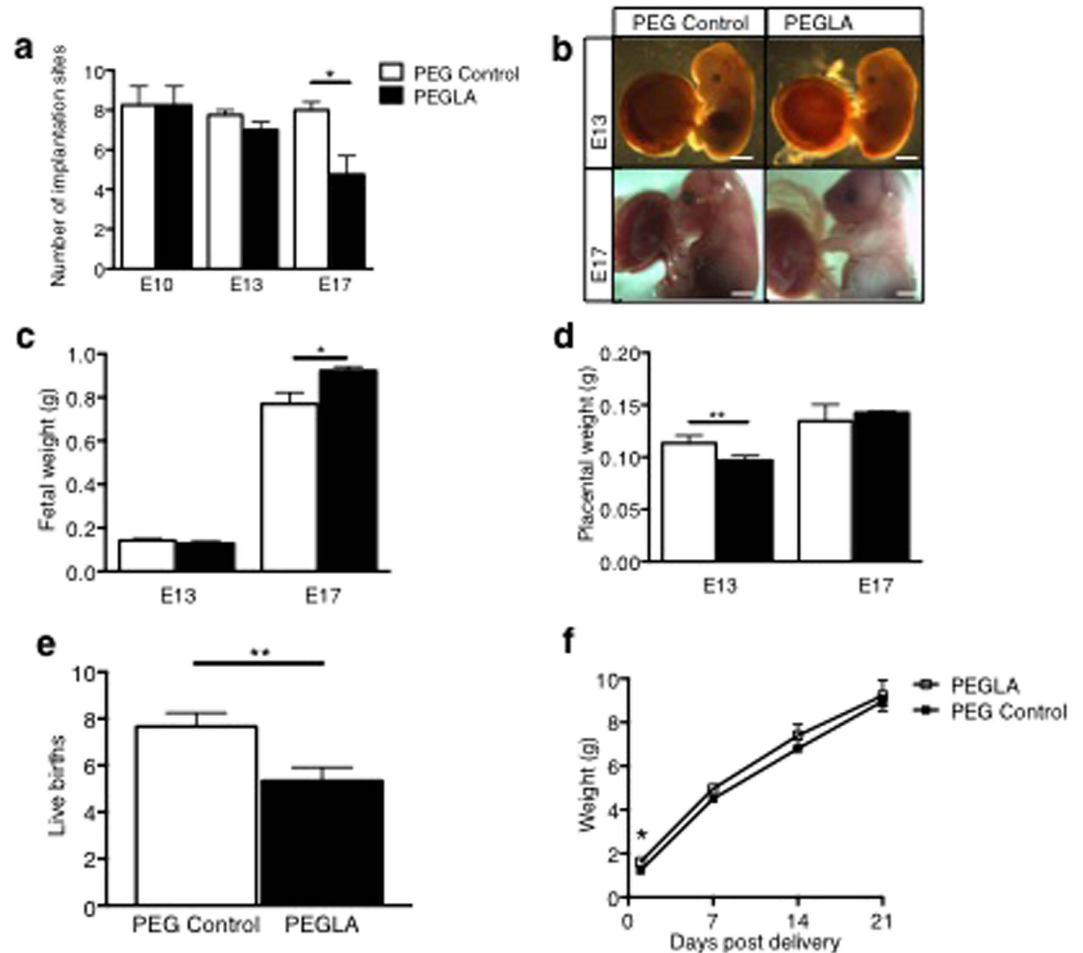 a
Number of implantation sites
10
8
6
4
2
0
*
E10 E13 E17
PEG Control
PEGLA
b
PEG Control PEGLA
E13
E17
c
Fetal weight (g)
1.0
0.8
0.6
0.4
0.2
0.0
*
E13 E17
d
Placental weight (g)
0.20
0.15
0.10
0.05
0.00
**
E13 E17
e
Live births
10
8
6
4
2
0
**
PEG Control PEGLA
f
Weight (g)
10
8
6
4
2
0
*
0 7 14 21
Days post delivery
PEGLA
PEG Control